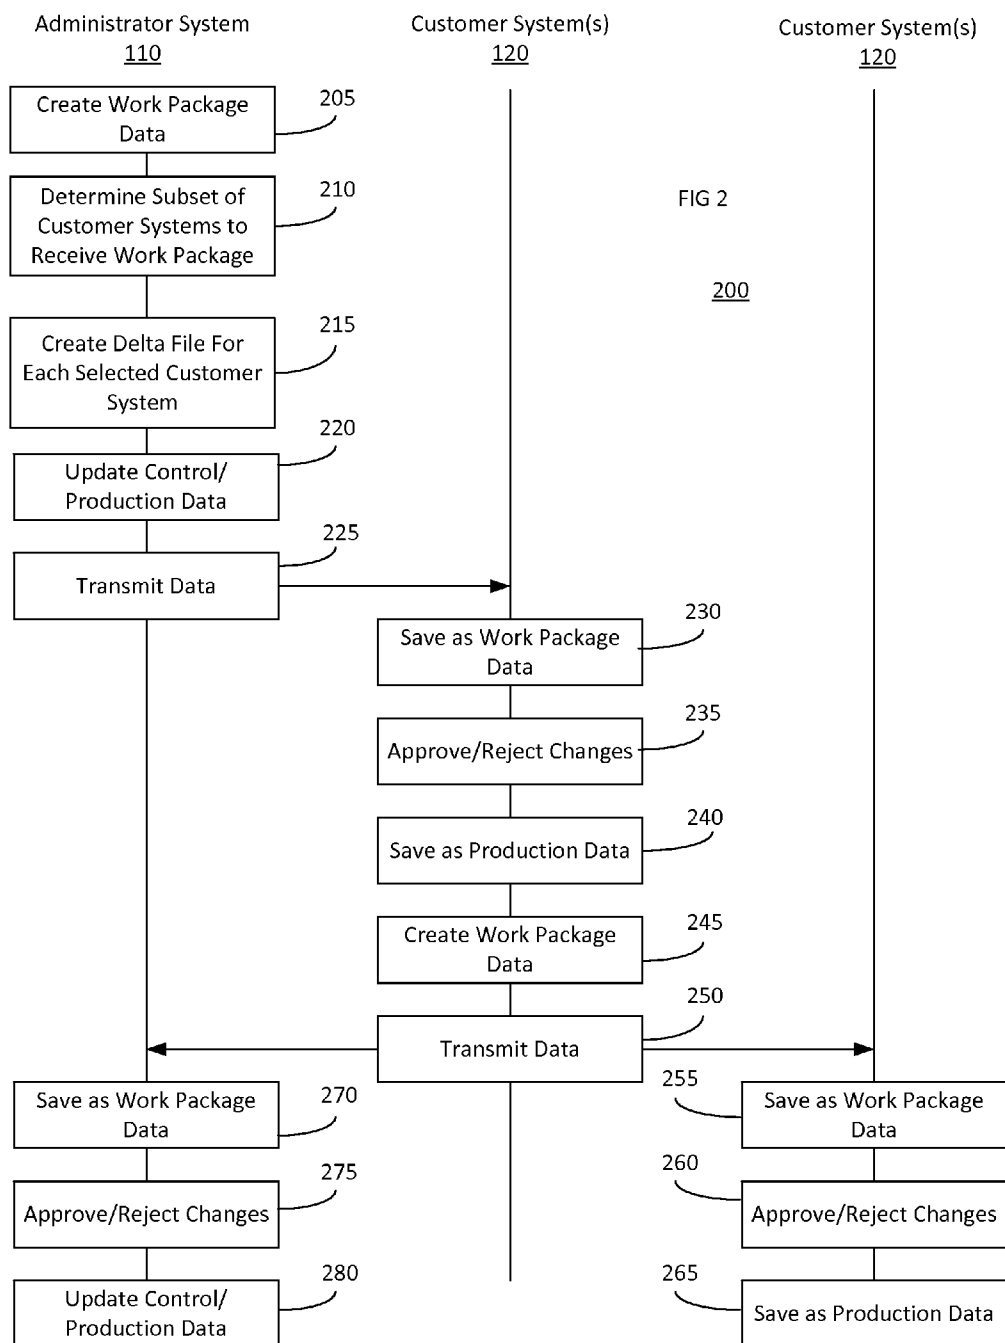 Administrator System
110
Customer System(s)
120
Customer System(s)
120
Create Work Package
Data
205
Determine Subset of
Customer Systems to
Receive Work Package
210
FIG 2
200
Create Delta File For
Each Selected Customer
System
215
Update Control/
Production Data
220
Transmit Data
225
Save as Work Package
Data
230
Approve/Reject Changes
235
Save as Production Data
240
Create Work Package
Data
245
Transmit Data
250
Save as Work Package
Data
270
255
Save as Work Package
Data
Approve/Reject Changes
275
260
Approve/Reject Changes
Update Control/
Production Data
280
265
Save as Production Data